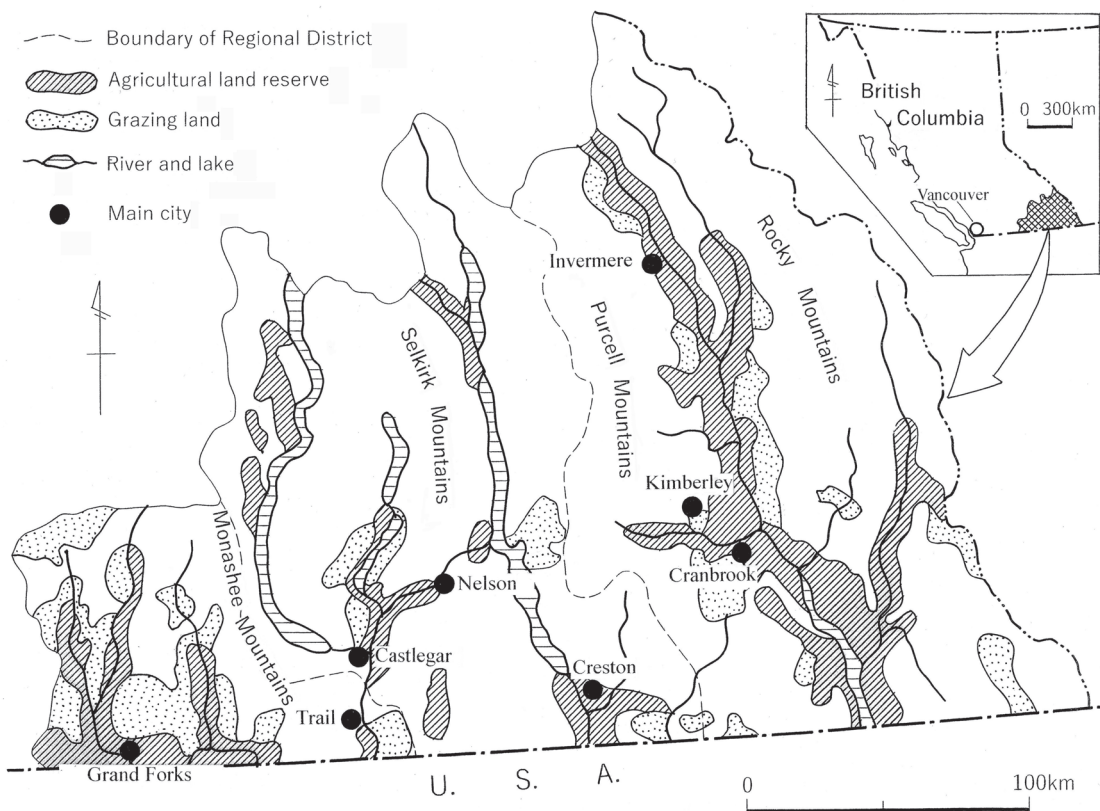 Boundary of Regional District
Agricultural land reserve
Grazing land
River and lake
Main city
British
Columbia
0 300km
Vancouver
Invermere
Rocky
Mountains
Purcell
Mountains
Selkirk
Mountains
Kimberley
Cranbrook
Monashee Mountains
Nelson
Castlegar
Creston
Trail
Grand Forks
U. S. A.
0 100km